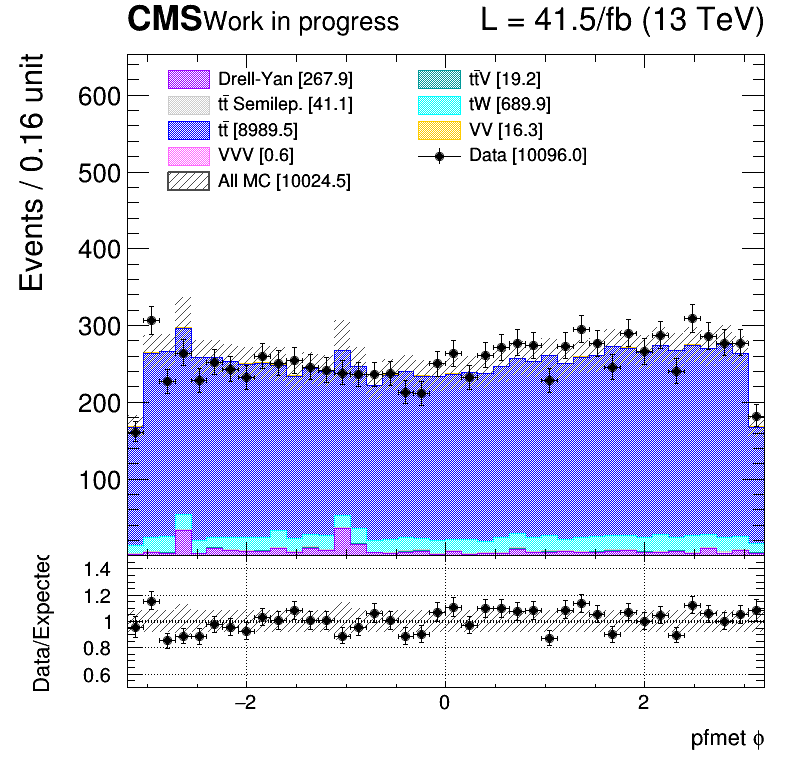 CMS Work in progress L = 41.5/fb (13 TeV)
Events / 0.16 unit
600
500
400
300
200
100
Drell-Yan [267.9]
tt̄ Semilep. [41.1]
tt̄ [8989.5]
VVV [0.6]
All MC [10024.5]
tt̄V [19.2]
tW [689.9]
VV [16.3]
Data [10096.0]
Data/Expected
1.4
1.2
1
0.8
0.6
−2 0 2
pfmet ϕ